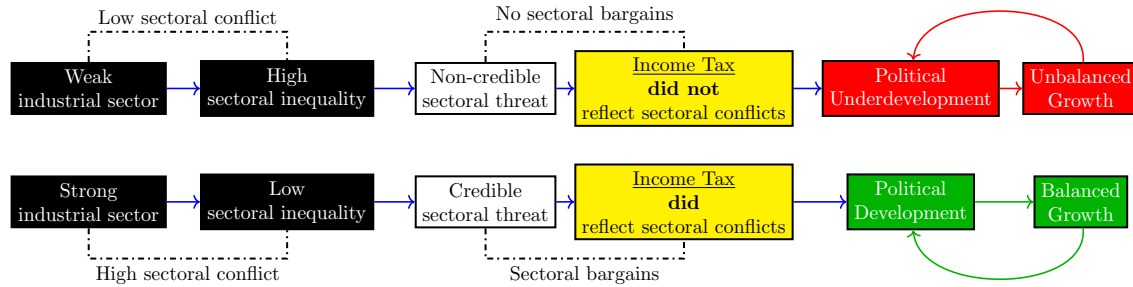 Low sectoral conflict
No sectoral bargains
Weak
industrial sector
High
sectoral inequality
Non-credible
sectoral threat
Income Tax
did not
reflect sectoral conflicts
Political
Underdevelopment
Unbalanced
Growth
Strong
industrial sector
Low
sectoral inequality
Credible
sectoral threat
Income Tax
did
reflect sectoral conflicts
Political
Development
Balanced
Growth
High sectoral conflict
Sectoral bargains